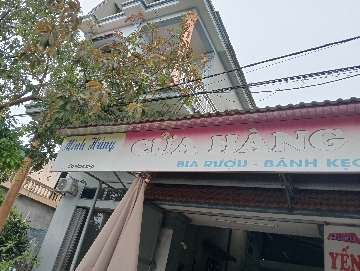 Minh Hằng
CỬA HÀNG
BIA RƯỢU - BÁNH KẸO
YẾN